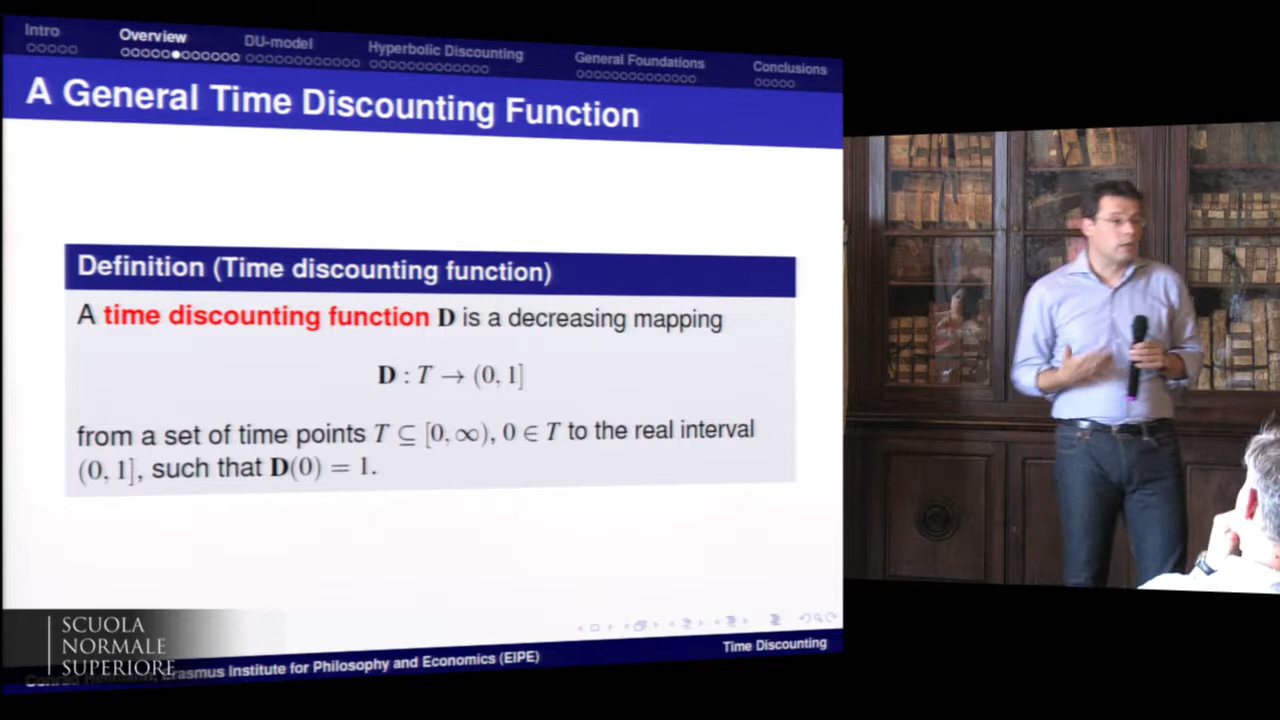 Intro
Overview
DU-model
Hyperbolic Discounting
General Foundations
Conclusions
A General Time Discounting Function
Definition (Time discounting function)
A time discounting function D is a decreasing mapping
D : T → (0, 1]
from a set of time points T ⊆ [0, ∞), 0 ∈ T to the real interval
(0, 1], such that D(0) = 1.
SCUOLA
NORMALE
SUPERIORE
Erasmus Institute for Philosophy and Economics (EIPE)
Time Discounting